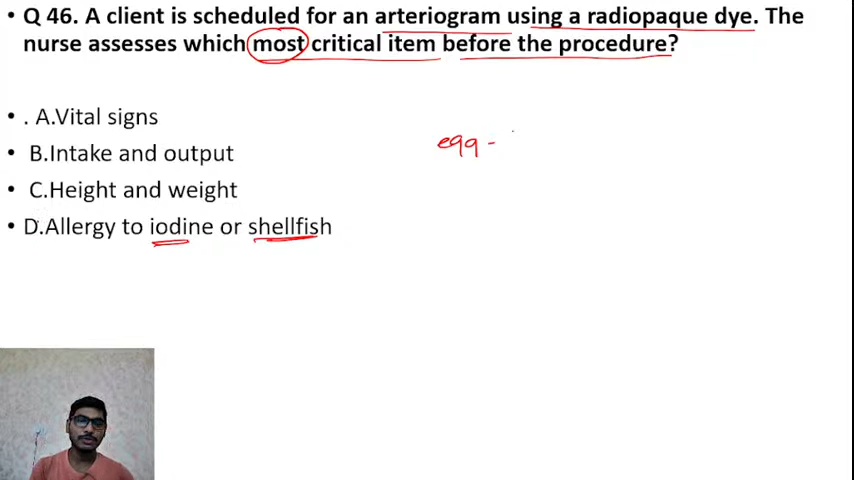 • Q 46. A client is scheduled for an arteriogram using a radiopaque dye. The
nurse assesses which most critical item before the procedure?
• . A.Vital signs
• B.Intake and output
• C.Height and weight
• D.Allergy to iodine or shellfish
egg -